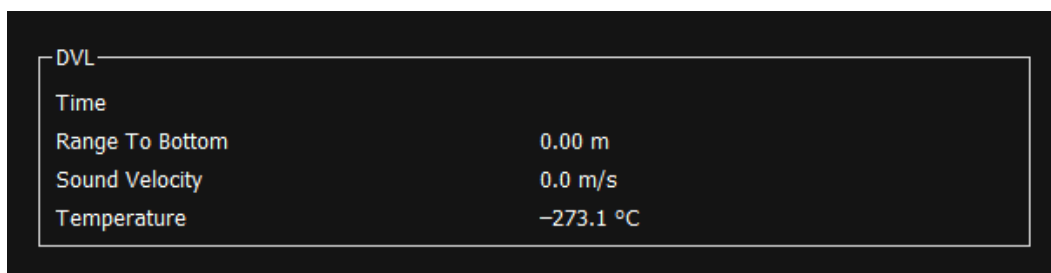 DVL
Time
Range To Bottom 0.00 m
Sound Velocity 0.0 m/s
Temperature −273.1 °C